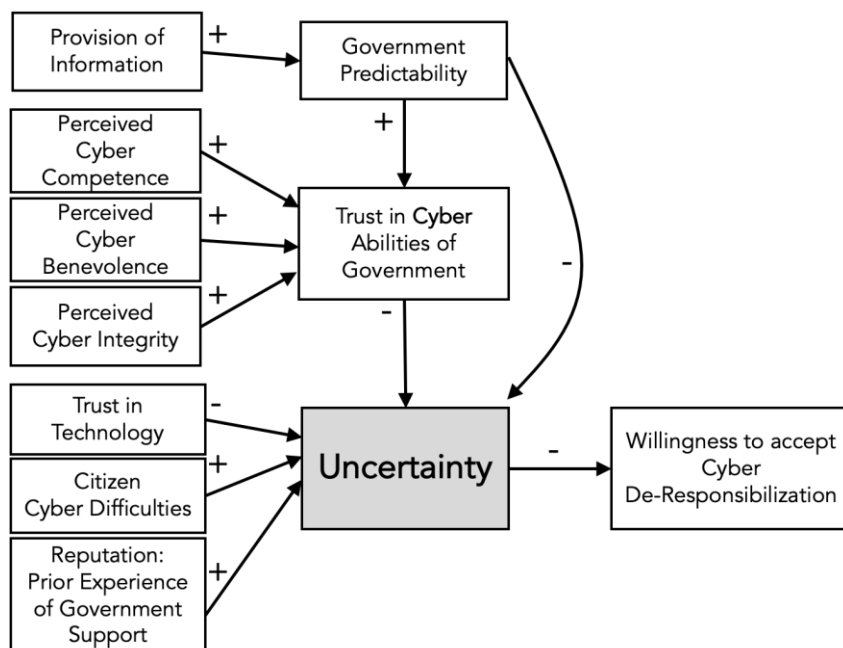 Provision of
Information
+
Government
Predictability
+
-
Perceived
Cyber
Competence
+
Perceived
Cyber
Benevolence
+
Perceived
Cyber Integrity
+
Trust in Cyber
Abilities of
Government
-
Trust in
Technology
-
Citizen
Cyber Difficulties
+
Reputation:
Prior Experience
of Government
Support
+
Uncertainty
-
Willingness to accept
Cyber
De-Responsibilization